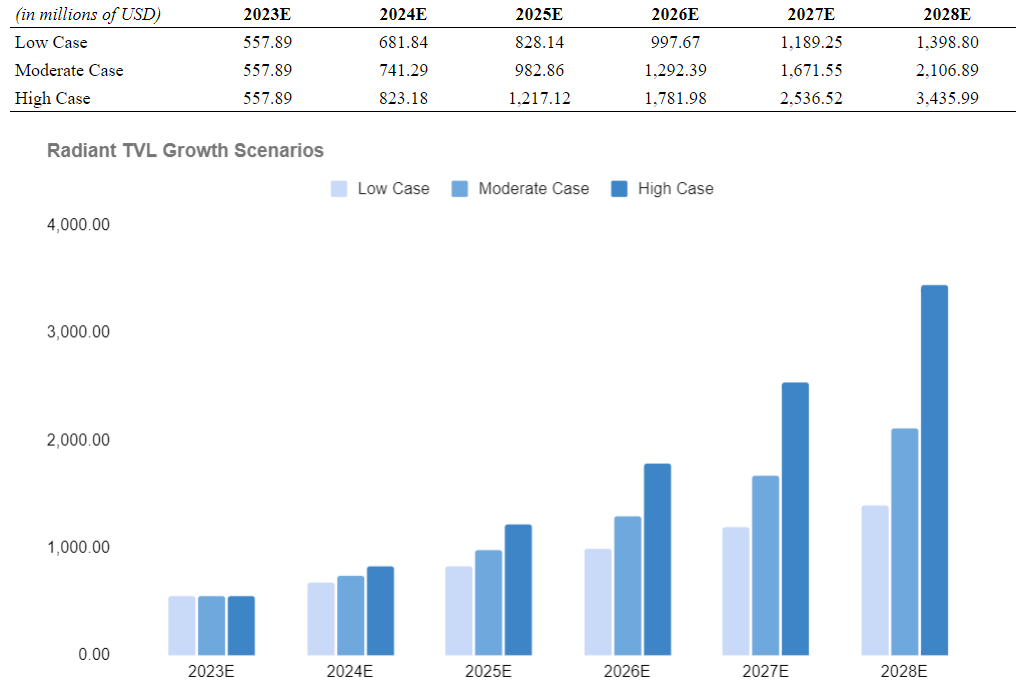 (in millions of USD) 2023E 2024E 2025E 2026E 2027E 2028E
Low Case 557.89 681.84 828.14 997.67 1,189.25 1,398.80
Moderate Case 557.89 741.29 982.86 1,292.39 1,671.55 2,106.89
High Case 557.89 823.18 1,217.12 1,781.98 2,536.52 3,435.99
Radiant TVL Growth Scenarios
Low Case Moderate Case High Case
4,000.00
3,000.00
2,000.00
1,000.00
0.00
2023E 2024E 2025E 2026E 2027E 2028E